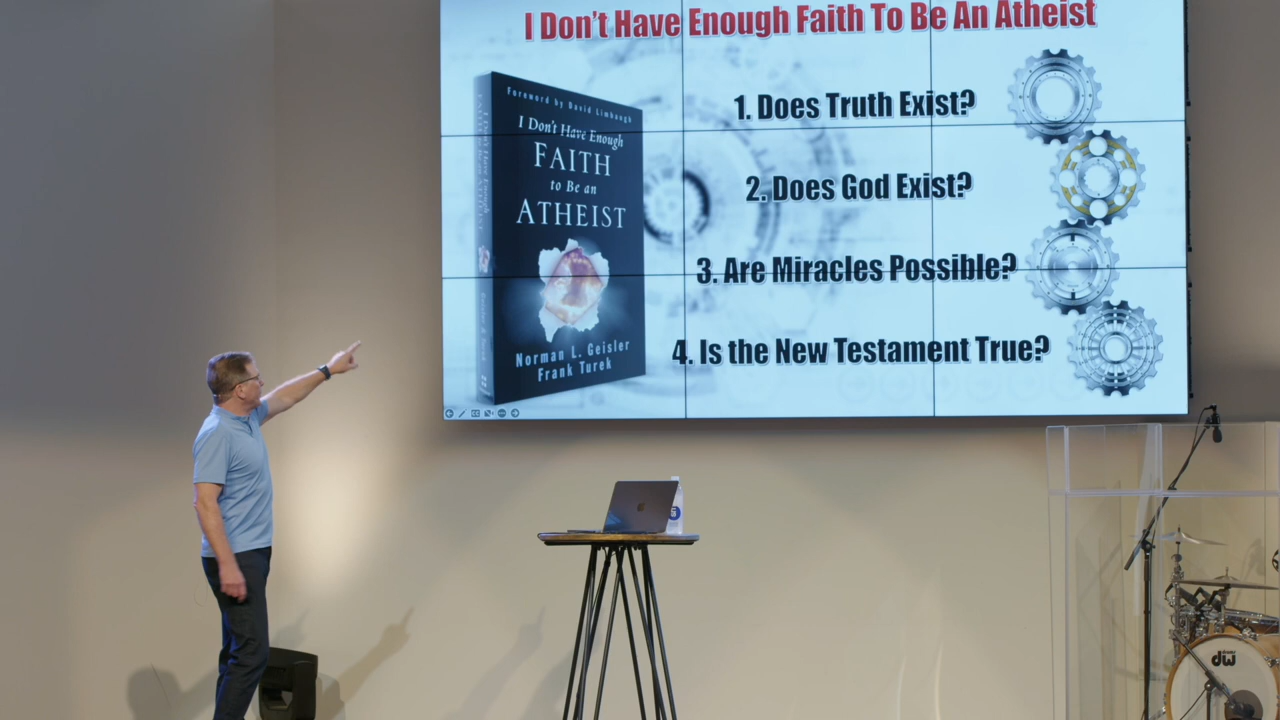 I Don't Have Enough Faith To Be An Atheist
Foreword by David Limbaugh
I Don't Have Enough
FAITH
to Be an
ATHEIST
Norman L. Geisler
Frank Turek
1. Does Truth Exist?
2. Does God Exist?
3. Are Miracles Possible?
4. Is the New Testament True?
dw